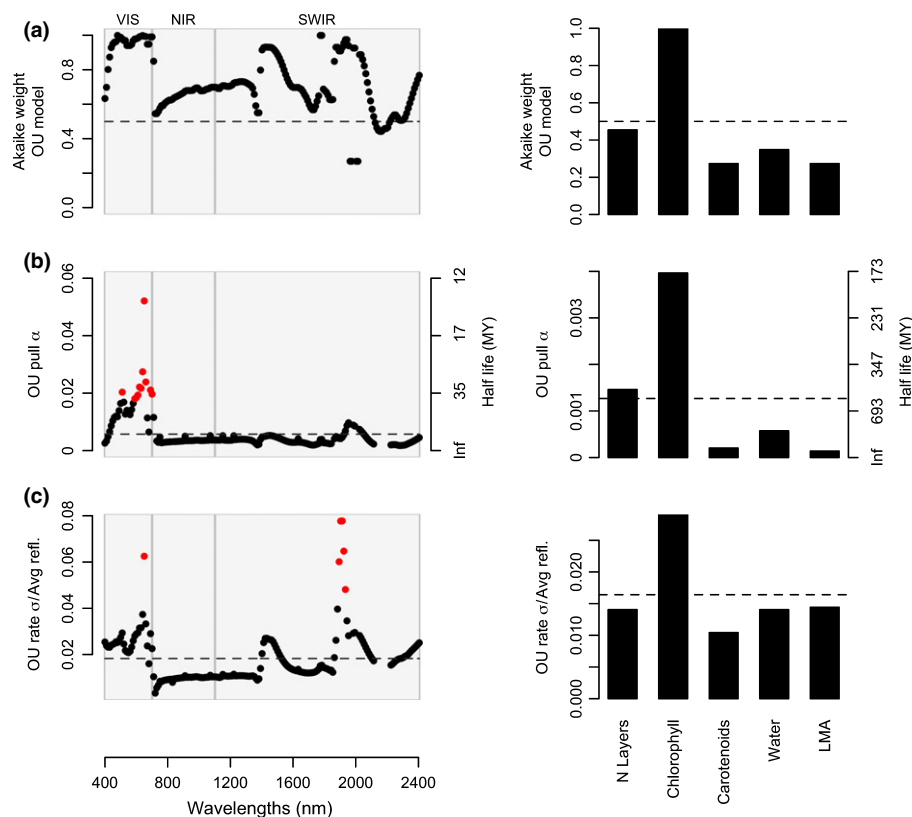 (a)
VIS
NIR
SWIR
Akaike weight
OU model
0.0
0.4
0.8
Akaike weight
OU model
0.0
0.2
0.4
0.6
0.8
1.0
(b)
OU pull α
0
0.02
0.04
0.06
Half life (MY)
Inf
35
17
12
OU pull α
0
0.001
0.003
Half life (MY)
Inf
693
347
231
173
(c)
OU rate σ/Avg refl.
0.02
0.04
0.06
0.08
OU rate σ/Avg refl.
0.000
0.010
0.020
400
800
1200
1600
2000
2400
Wavelengths (nm)
N Layers
Chlorophyll
Carotenoids
Water
LMA